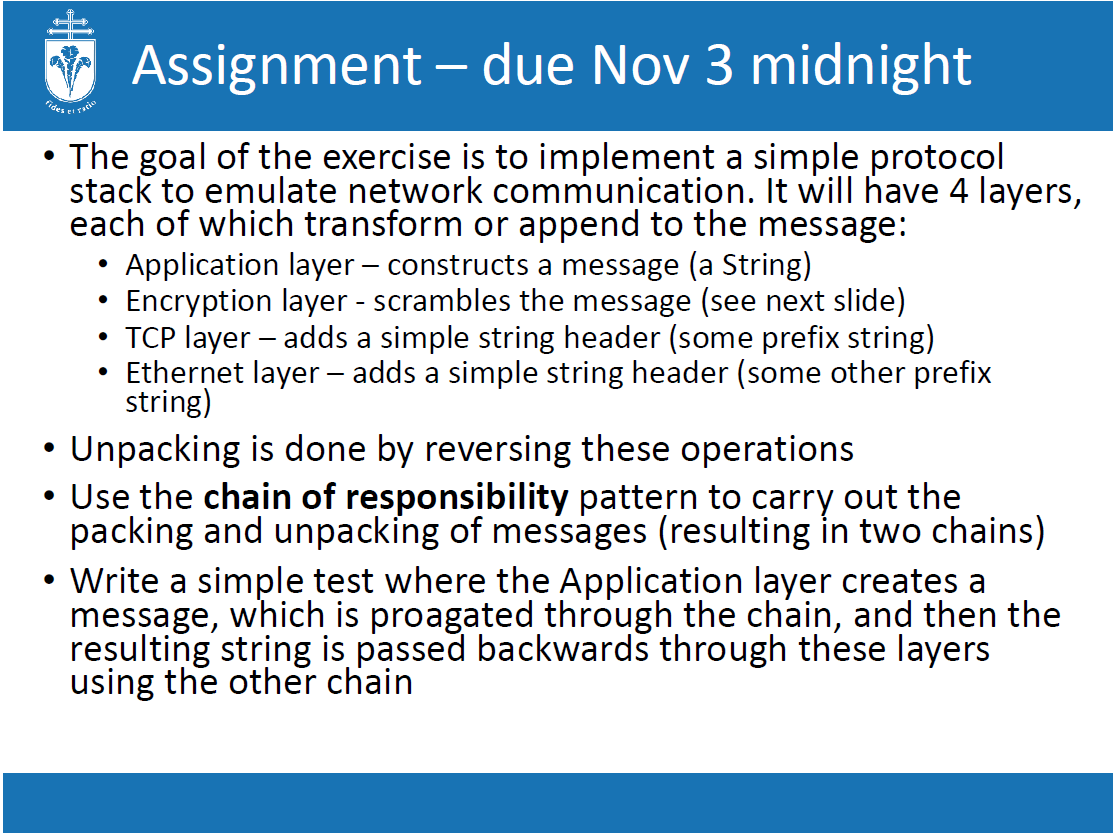 Assignment – due Nov 3 midnight
fides et ratio
• The goal of the exercise is to implement a simple protocol
stack to emulate network communication. It will have 4 layers,
each of which transform or append to the message:
• Application layer – constructs a message (a String)
• Encryption layer - scrambles the message (see next slide)
• TCP layer – adds a simple string header (some prefix string)
• Ethernet layer – adds a simple string header (some other prefix
string)
• Unpacking is done by reversing these operations
• Use the chain of responsibility pattern to carry out the
packing and unpacking of messages (resulting in two chains)
• Write a simple test where the Application layer creates a
message, which is proagated through the chain, and then the
resulting string is passed backwards through these layers
using the other chain